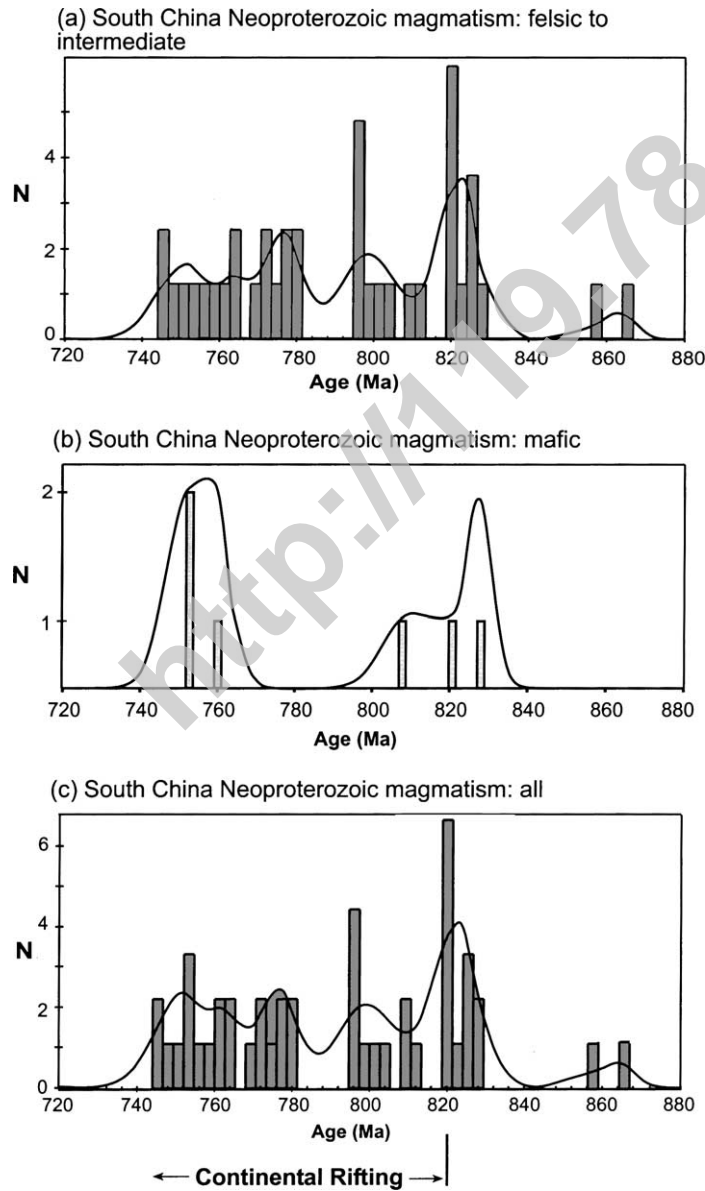 (a) South China Neoproterozoic magmatism: felsic to
intermediate
4
2
0
N
720 740 760 780 800 820 840 860 880
Age (Ma)
(b) South China Neoproterozoic magmatism: mafic
2
1
N
720 740 760 780 800 820 840 860 880
Age (Ma)
(c) South China Neoproterozoic magmatism: all
6
4
2
0
N
720 740 760 780 800 820 840 860 880
Age (Ma)
Continental Rifting
http://119.78